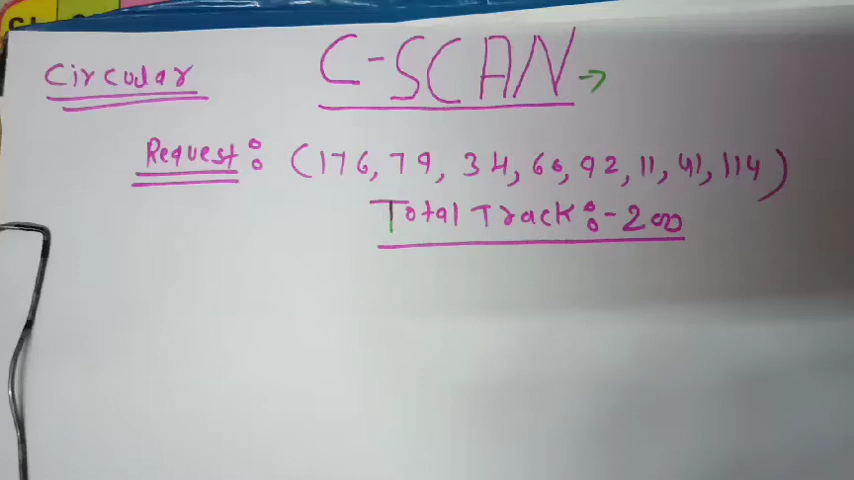 C-SCAN →
Circular
Request: (176, 79, 34, 60, 92, 11, 41, 114)
Total Track:-200